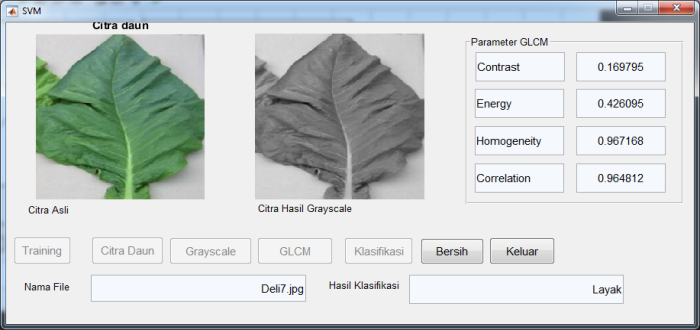 SVM
Citra daun
Parameter GLCM
Contrast 0.169795
Energy 0.426095
Homogeneity 0.967168
Correlation 0.964812
Citra Asli
Citra Hasil Grayscale
Training Citra Daun Grayscale GLCM Klasifikasi Bersih Keluar
Nama File Deli7.jpg Hasil Klasifikasi Layak